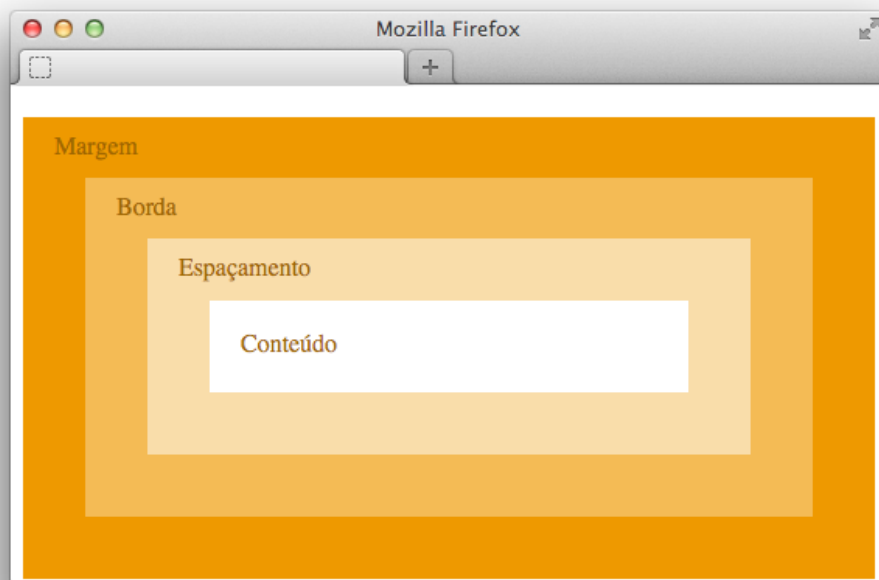 Mozilla Firefox
Margem
Borda
Espaçamento
Conteúdo